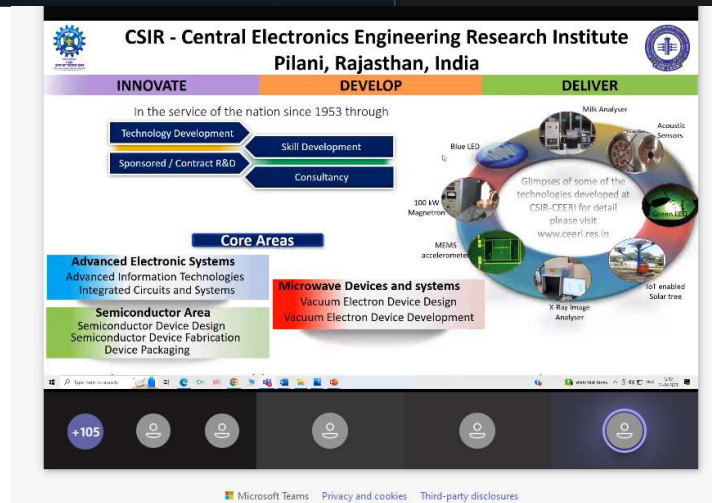 CSIR - Central Electronics Engineering Research Institute
Pilani, Rajasthan, India
INNOVATE
DEVELOP
DELIVER
In the service of the nation since 1953 through
Technology Development
Skill Development
Sponsored / Contract R&D
Consultancy
Milk Analyser
Acoustic
Sensors
Blue LED
Glimpses of some of the
technologies developed at
CSIR-CEERI for detail
please visit
www.ceeri.res.in
Green LED
100 kW
Magnetron
MEMS
accelerometer
IoT enabled
Solar tree
X-Ray Image
Analyser
Core Areas
Advanced Electronic Systems
Advanced Information Technologies
Integrated Circuits and Systems
Microwave Devices and systems
Vacuum Electron Device Design
Vacuum Electron Device Development
Semiconductor Area
Semiconductor Device Design
Semiconductor Device Fabrication
Device Packaging
Type here to search
+105
Microsoft Teams Privacy and cookies Third-party disclosures